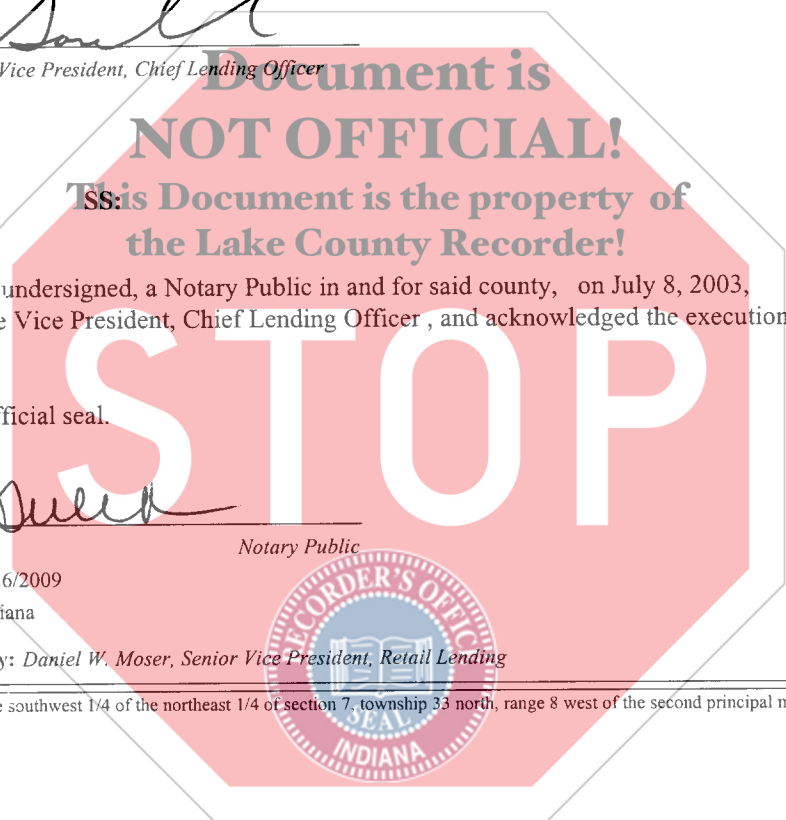 Vice President, Chief Lending Officer
Document is
NOT OFFICIAL!
SS:
This Document is the property of
the Lake County Recorder!
undersigned, a Notary Public in and for said county, on July 8, 2003,
e Vice President, Chief Lending Officer , and acknowledged the execution
fficial seal.
STOP
Notary Public
6/2009
iana
y: Daniel W. Moser, Senior Vice President, Retail Lending
e southwest 1/4 of the northeast 1/4 of section 7, township 33 north, range 8 west of the second principal m
RECORDER'S OFFICE
SEAL
INDIANA